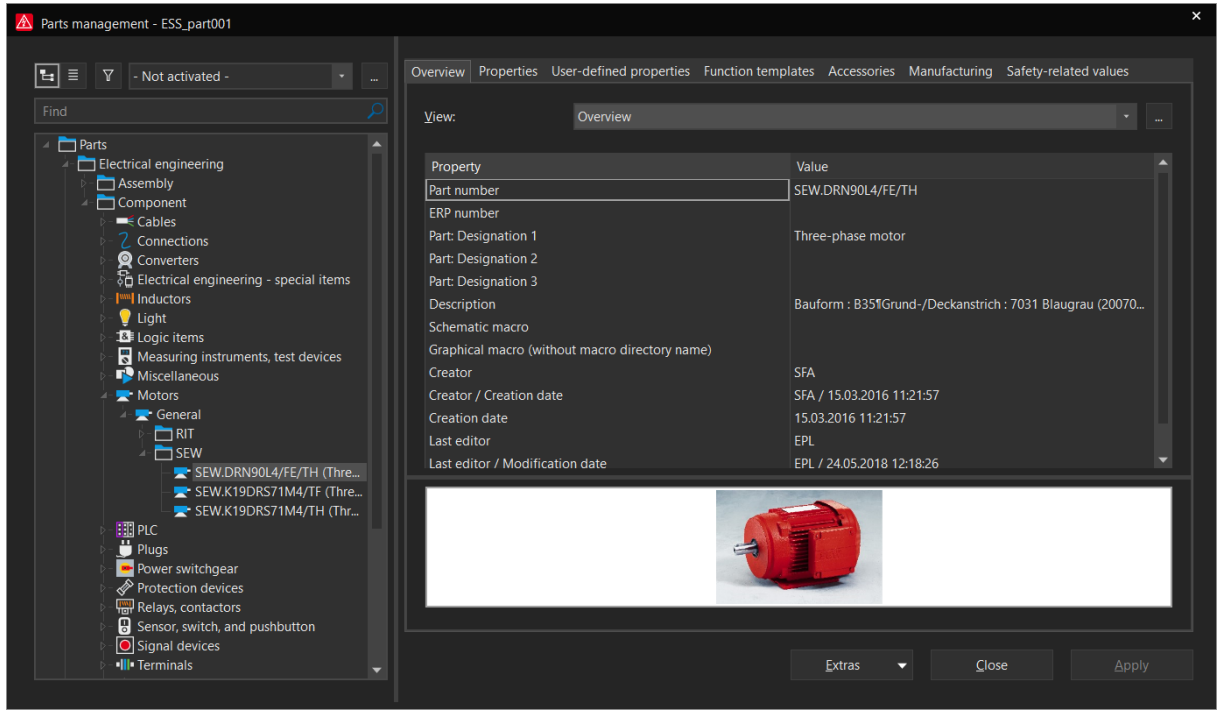 Parts management - ESS_part001
- Not activated -
...
Find
Parts
Electrical engineering
Assembly
Component
Cables
Connections
Converters
Electrical engineering - special items
Inductors
Light
Logic items
Measuring instruments, test devices
Miscellaneous
Motors
General
RIT
SEW
SEW.DRN90L4/FE/TH (Thre...
SEW.K19DRS71M4/TF (Thre...
SEW.K19DRS71M4/TH (Thr...
PLC
Plugs
Power switchgear
Protection devices
Relays, contactors
Sensor, switch, and pushbutton
Signal devices
Terminals
Overview Properties User-defined properties Function templates Accessories Manufacturing Safety-related values
View: Overview ...
Property Value
Part number SEW.DRN90L4/FE/TH
ERP number
Part: Designation 1 Three-phase motor
Part: Designation 2
Part: Designation 3
Description Bauform : B35¶Grund-/Deckanstrich : 7031 Blaugrau (20070...
Schematic macro
Graphical macro (without macro directory name)
Creator SFA
Creator / Creation date SFA / 15.03.2016 11:21:57
Creation date 15.03.2016 11:21:57
Last editor EPL
Last editor / Modification date EPL / 24.05.2018 12:18:26
Extras Close Apply